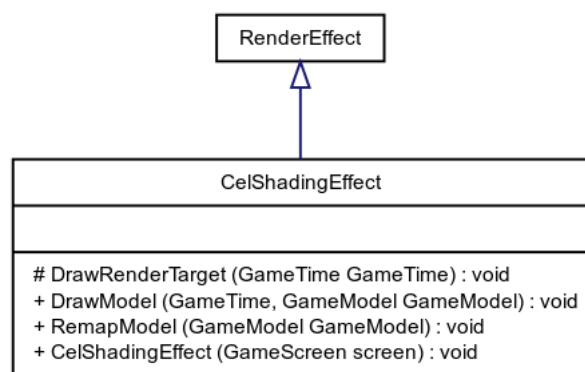 RenderEffect
CelShadingEffect
# DrawRenderTarget (GameTime GameTime) : void
+ DrawModel (GameTime, GameModel GameModel) : void
+ RemapModel (GameModel GameModel) : void
+ CelShadingEffect (GameScreen screen) : void